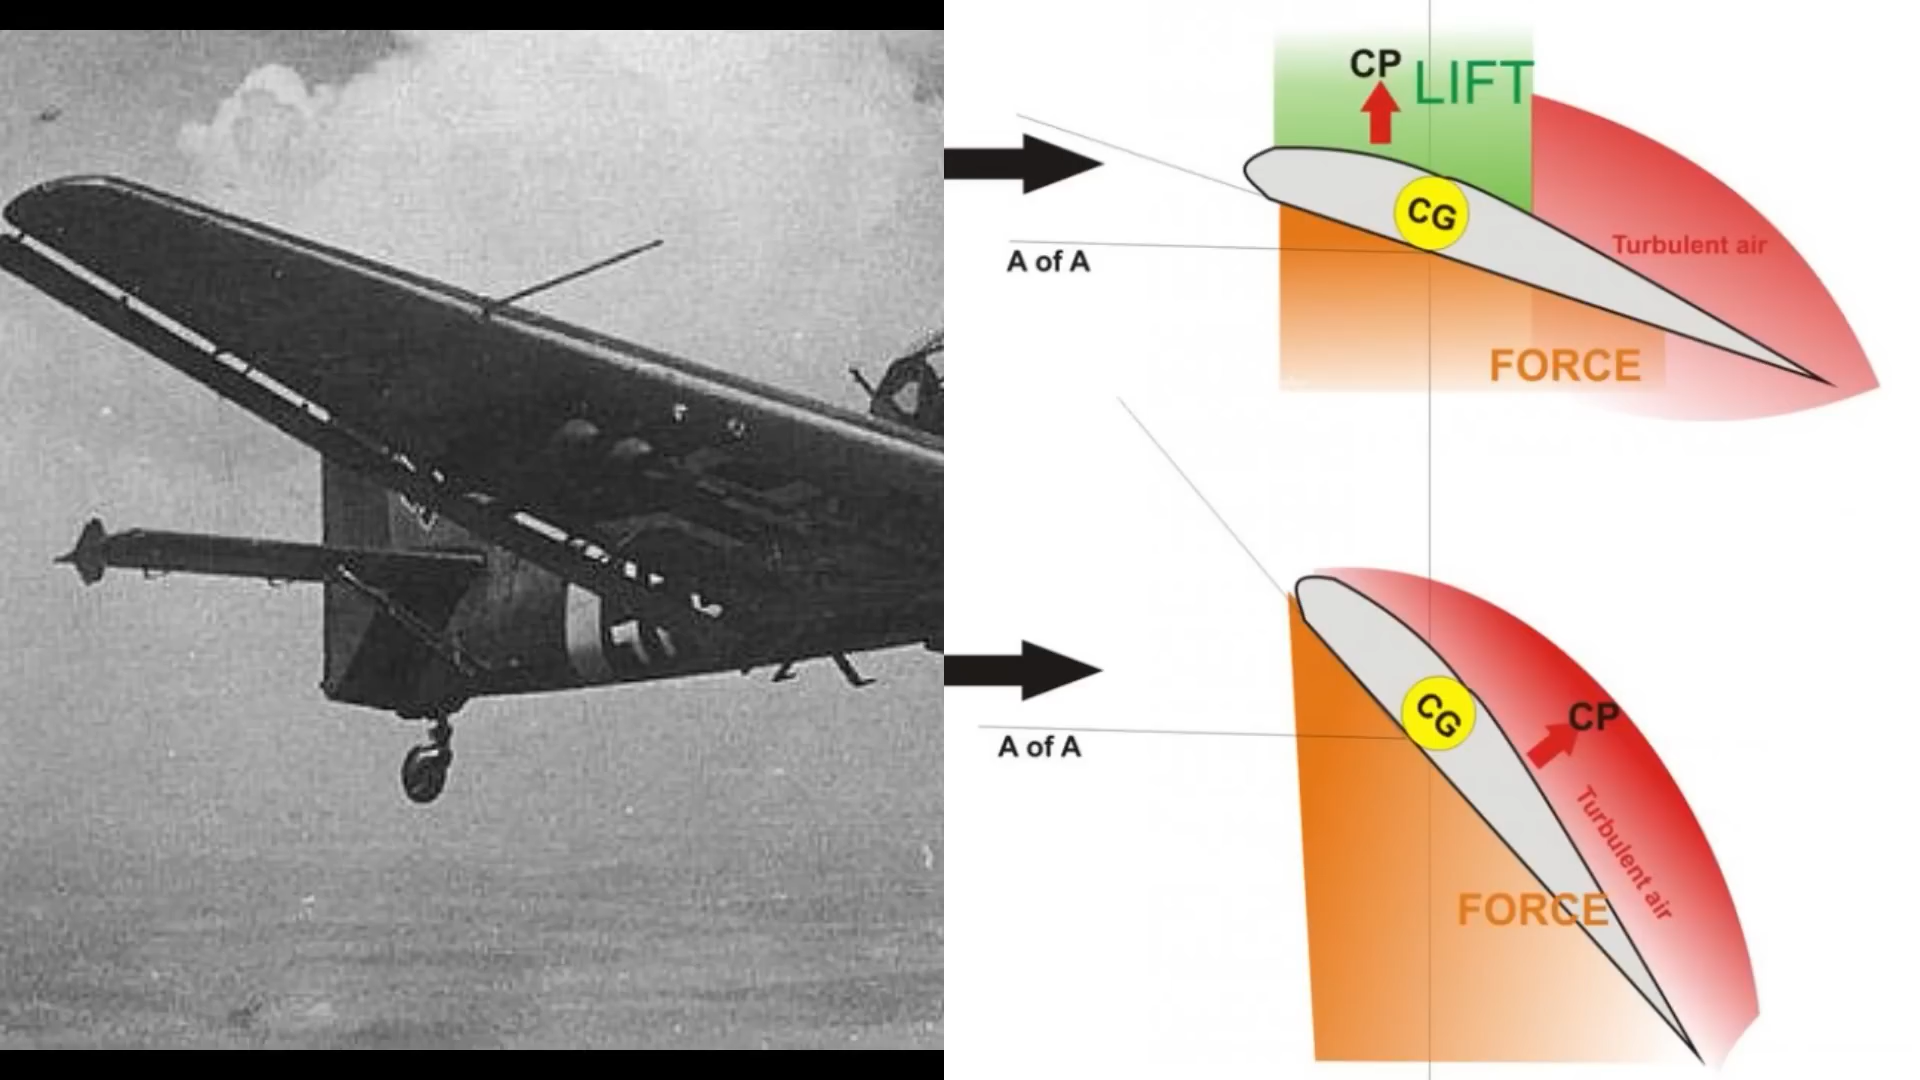 CP
LIFT
CG
Turbulent air
A of A
FORCE
CG
CP
A of A
Turbulent air
FORCE